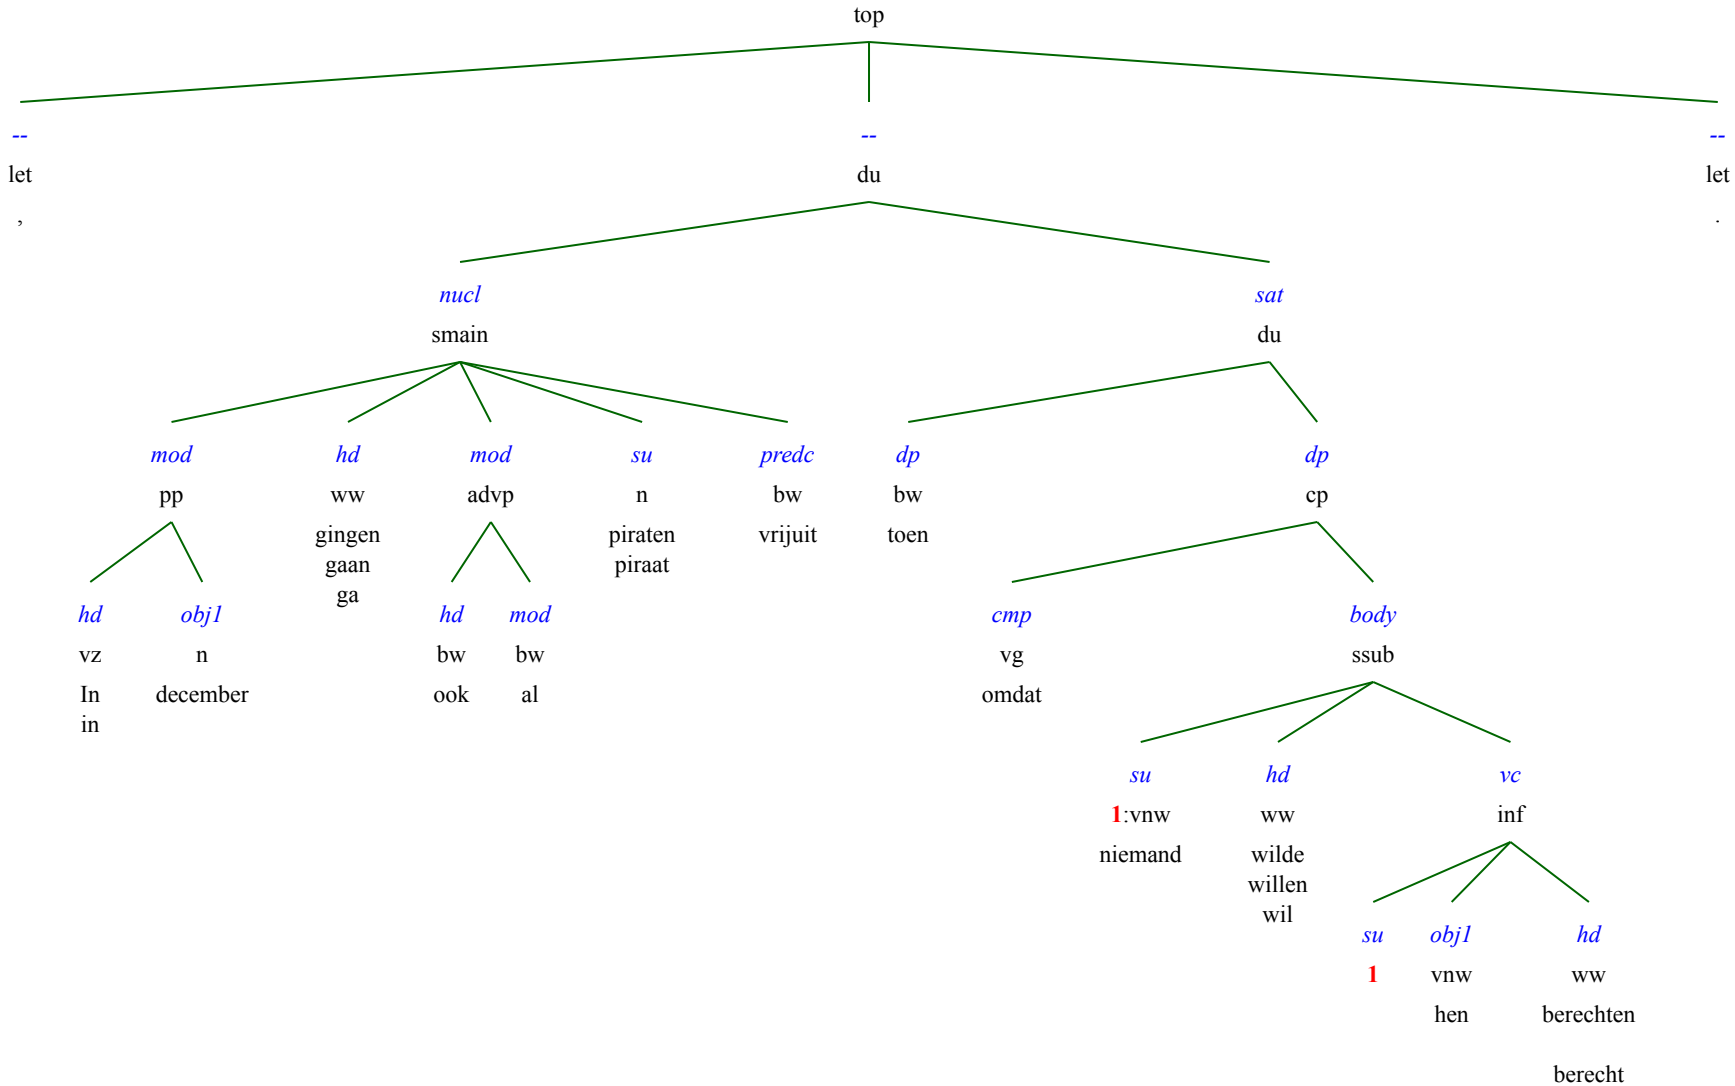 top
-- -- --
let du let
, .
nucl sat
smain du
mod hd mod su predc dp dp
pp ww advp n bw bw cp
gingen piraten vrijuit toen
gaan piraat
ga
hd obj1 hd mod cmp body
vz n bw bw vg ssub
In december ook al omdat
in
su hd vc
1:vnw ww inf
niemand wilde
willen
wil
su obj1 hd
1 vnw ww
hen berechten
berecht